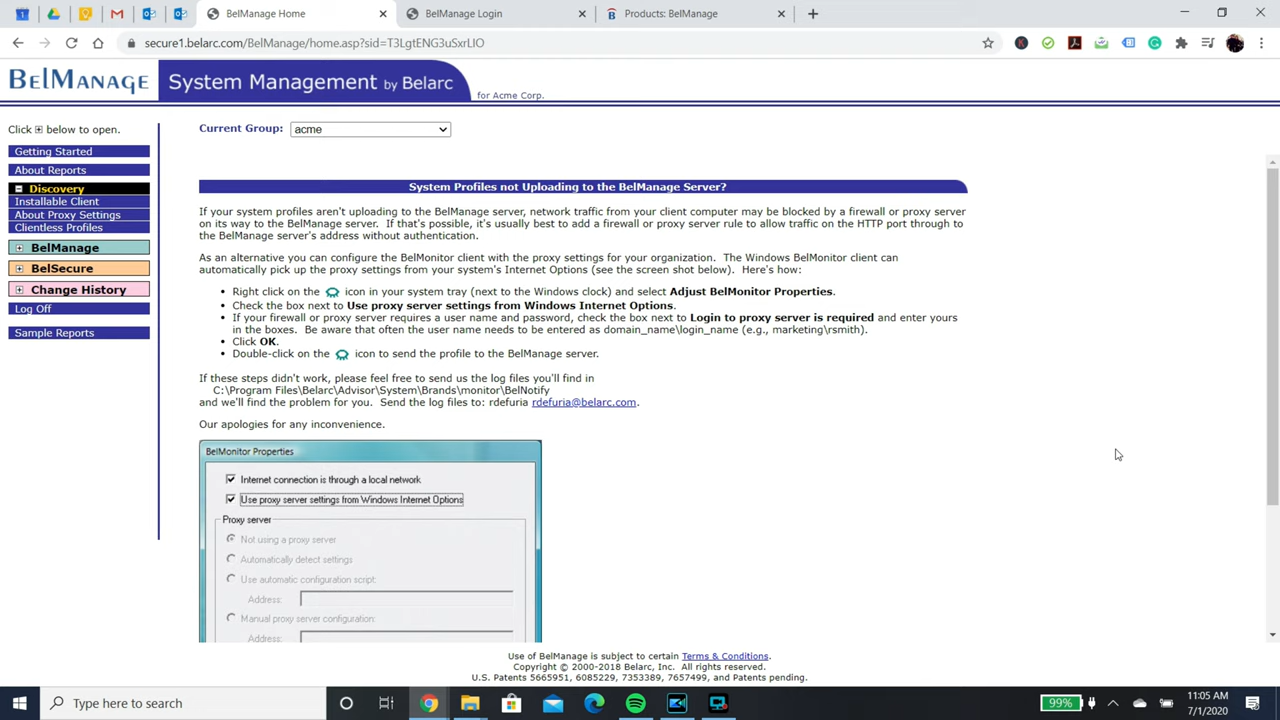 BelManage Home
BelManage Login
Products: BelManage
secure1.belarc.com/BelManage/home.asp?sid=T3LgtENG3uSxrLIO
BELMANAGE
System Management by Belarc
for Acme Corp.
Click below to open.
Current Group:
acme
Getting Started
About Reports
Discovery
Installable Client
About Proxy Settings
Clientless Profiles
BelManage
BelSecure
Change History
Log Off
Sample Reports
System Profiles not Uploading to the BelManage Server?
If your system profiles aren't uploading to the BelManage server, network traffic from your client computer may be blocked by a firewall or proxy server
on its way to the BelManage server. If that's possible, it's usually best to add a firewall or proxy server rule to allow traffic on the HTTP port through to
the BelManage server's address without authentication.
As an alternative you can configure the BelMonitor client with the proxy settings for your organization. The Windows BelMonitor client can
automatically pick up the proxy settings from your system's Internet Options (see the screen shot below). Here's how:
• Right click on the icon in your system tray (next to the Windows clock) and select Adjust BelMonitor Properties.
• Check the box next to Use proxy server settings from Windows Internet Options.
• If your firewall or proxy server requires a user name and password, check the box next to Login to proxy server is required and enter yours
in the boxes. Be aware that often the user name needs to be entered as domain_name\login_name (e.g., marketing\rsmith).
• Click OK.
• Double-click on the icon to send the profile to the BelManage server.
If these steps didn't work, please feel free to send us the log files you'll find in
C:\Program Files\Belarc\Advisor\System\Brands\monitor\BelNotify
and we'll find the problem for you. Send the log files to: rdefuria rdefuria@belarc.com.
Our apologies for any inconvenience.
BelMonitor Properties
Internet connection is through a local network
Use proxy server settings from Windows Internet Options
Proxy server
Not using a proxy server
Automatically detect settings
Use automatic configuration script:
Address:
Manual proxy server configuration:
Address:
Use of BelManage is subject to certain Terms & Conditions.
Copyright © 2000-2018 Belarc, Inc. All rights reserved.
U.S. Patents 5665951, 6085229, 7353389, 7657499, and Patents pending.
Type here to search
99%
11:05 AM
7/1/2020